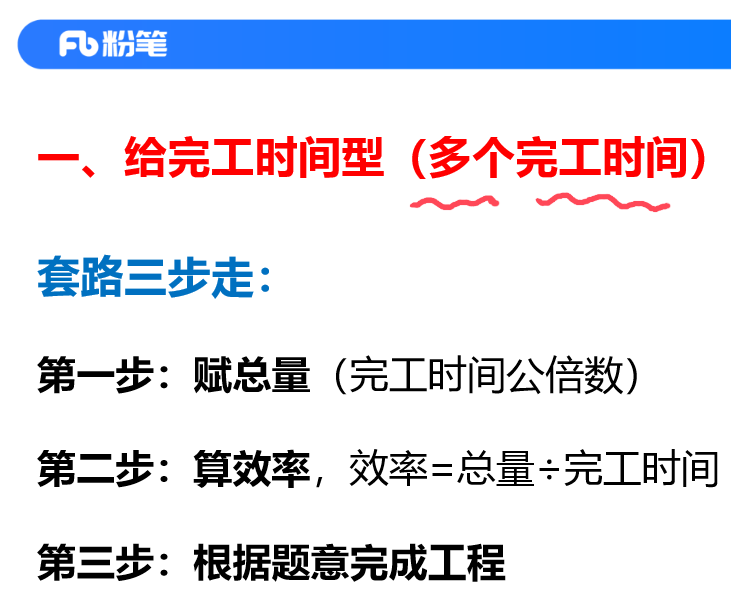 粉笔
一、给完工时间型（多个完工时间）
套路三步走：
第一步：赋总量（完工时间公倍数）
第二步：算效率，效率=总量÷完工时间
第三步：根据题意完成工程